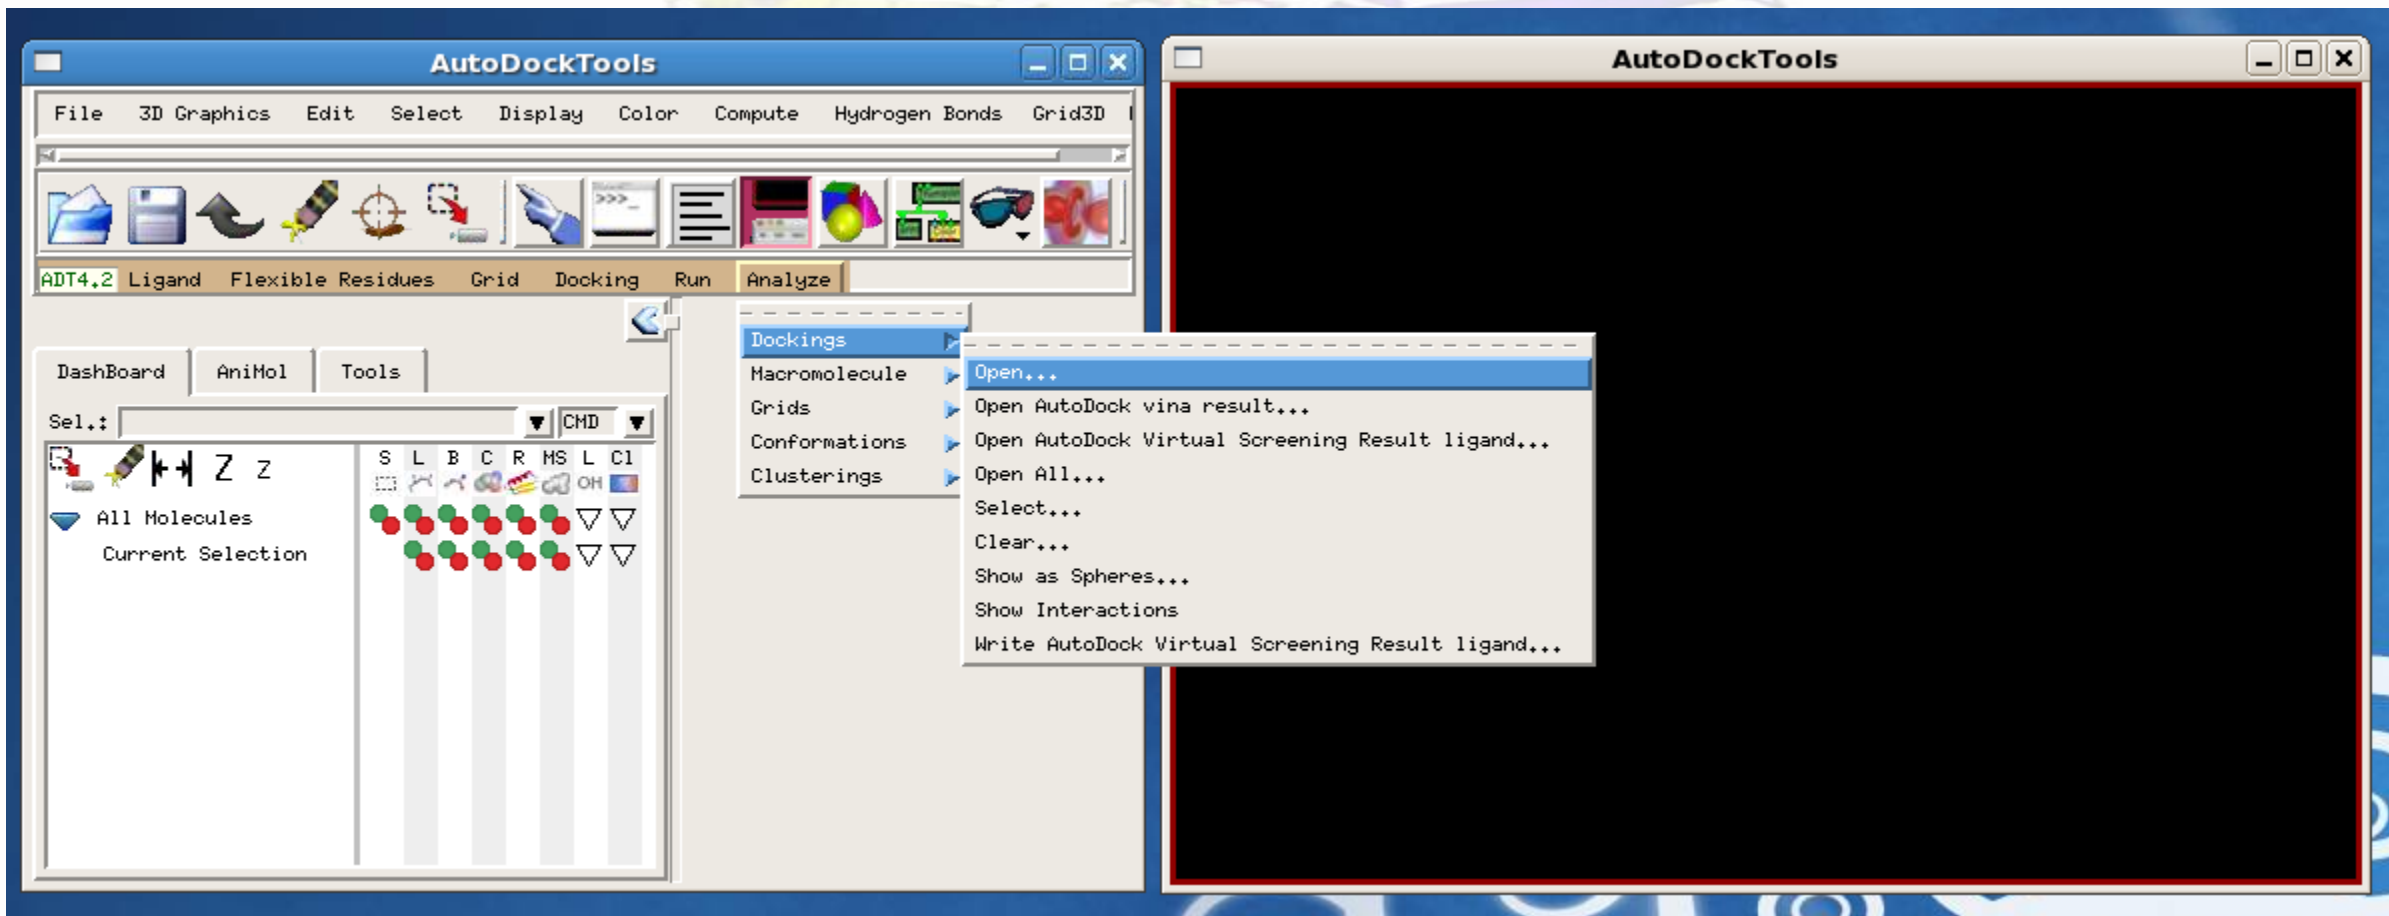 AutoDockTools
File 3D Graphics Edit Select Display Color Compute Hydrogen Bonds Grid3D
>>>_
ADT4.2 Ligand Flexible Residues Grid Docking Run Analyze
DashBoard AniMol Tools
Sel.: CMD
Z z S L B C R MS L Cl
OH
All Molecules
Current Selection
Dockings
Macromolecule
Grids
Conformations
Clusterings
Open...
Open AutoDock vina result...
Open AutoDock Virtual Screening Result ligand...
Open All...
Select...
Clear...
Show as Spheres...
Show Interactions
Write AutoDock Virtual Screening Result ligand...
AutoDockTools